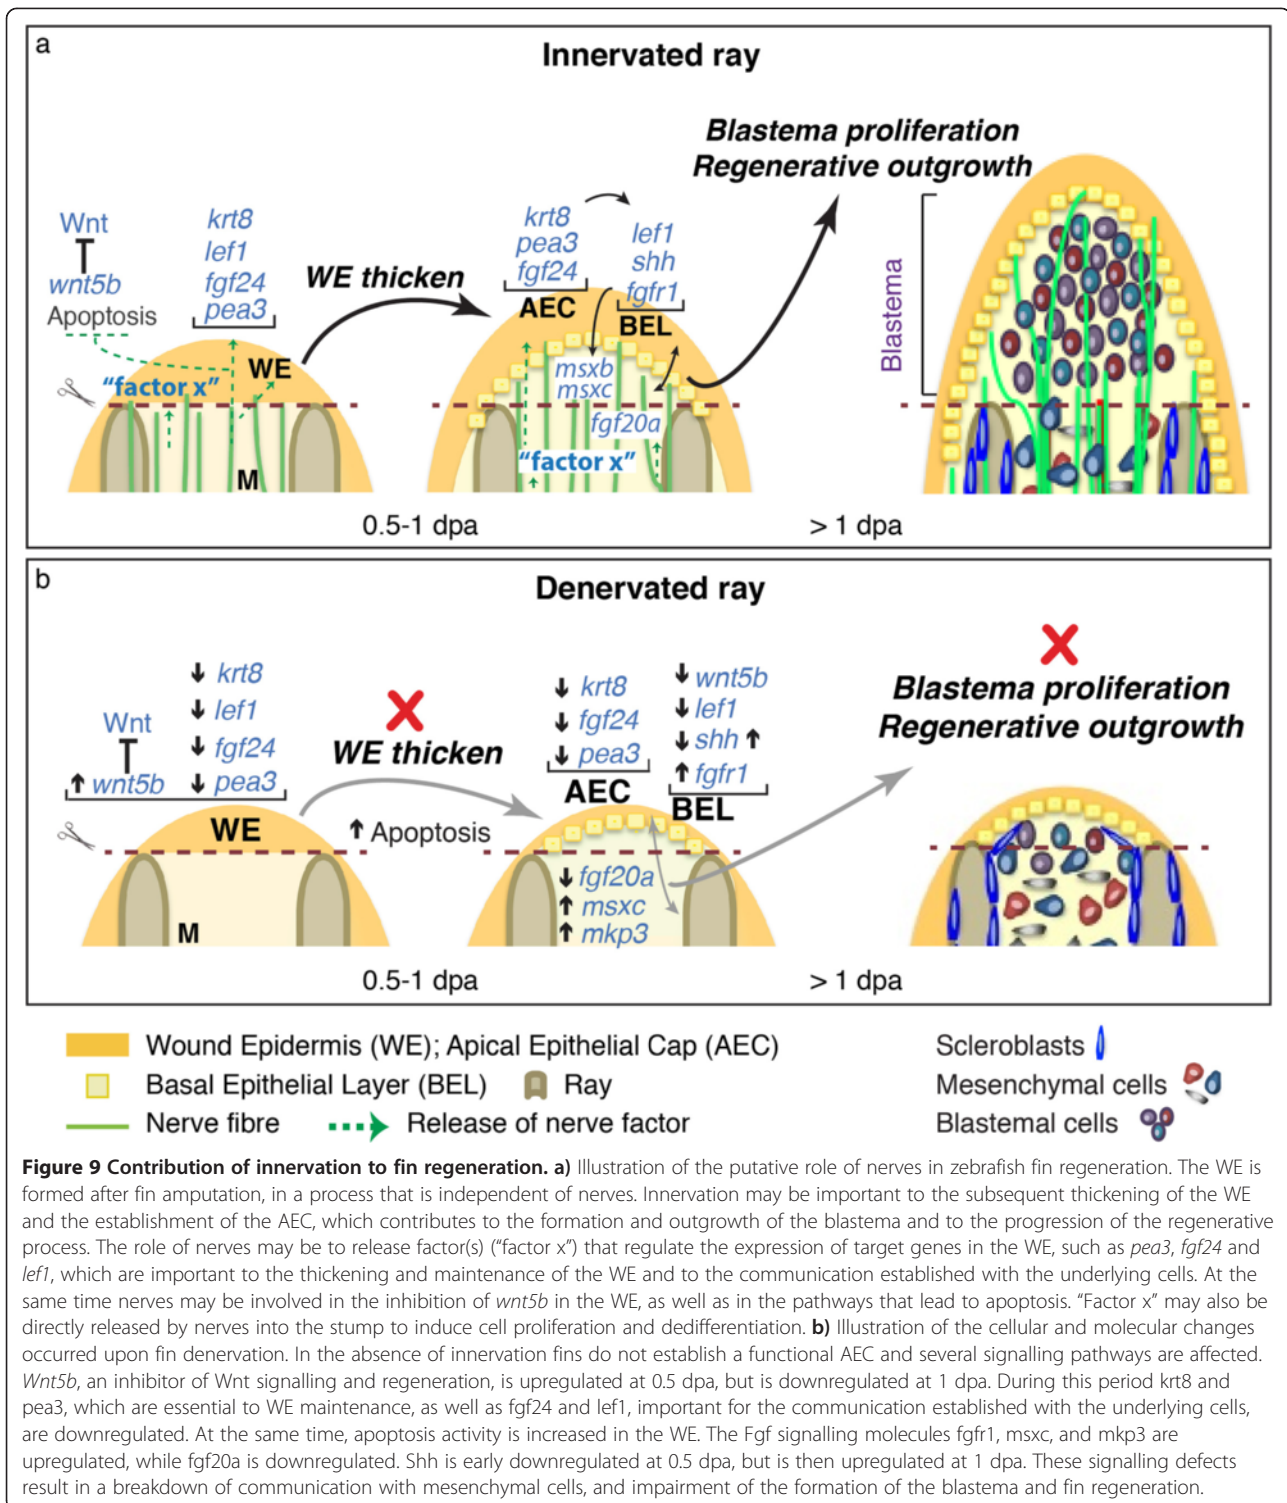 a
Innervated ray
Blastema proliferation
Regenerative outgrowth
Wnt
wnt5b
Apoptosis
krt8
lef1
fgf24
pea3
WE thicken
krt8
pea3
fgf24
AEC
lef1
shh
fgfr1
BEL
Blastema
WE
"factor x"
msxb
msxc
fgf20a
"factor x"
M
0.5-1 dpa
> 1 dpa
b
Denervated ray
Wnt
wnt5b
krt8
lef1
fgf24
pea3
WE thicken
krt8
fgf24
pea3
AEC
wnt5b
lef1
shh
fgfr1
BEL
Blastema proliferation
Regenerative outgrowth
WE
Apoptosis
fgf20a
msxc
mkp3
M
0.5-1 dpa
> 1 dpa
Wound Epidermis (WE); Apical Epithelial Cap (AEC)
Basal Epithelial Layer (BEL)
Ray
Nerve fibre
Release of nerve factor
Scleroblasts
Mesenchymal cells
Blastemal cells
Figure 9 Contribution of innervation to fin regeneration. a) Illustration of the putative role of nerves in zebrafish fin regeneration. The WE is
formed after fin amputation, in a process that is independent of nerves. Innervation may be important to the subsequent thickening of the WE
and the establishment of the AEC, which contributes to the formation and outgrowth of the blastema and to the progression of the regenerative
process. The role of nerves may be to release factor(s) ("factor x") that regulate the expression of target genes in the WE, such as pea3, fgf24 and
lef1, which are important to the thickening and maintenance of the WE and to the communication established with the underlying cells. At the
same time nerves may be involved in the inhibition of wnt5b in the WE, as well as in the pathways that lead to apoptosis. "Factor x" may also be
directly released by nerves into the stump to induce cell proliferation and dedifferentiation. b) Illustration of the cellular and molecular changes
occurred upon fin denervation. In the absence of innervation fins do not establish a functional AEC and several signalling pathways are affected.
Wnt5b, an inhibitor of Wnt signalling and regeneration, is upregulated at 0.5 dpa, but is downregulated at 1 dpa. During this period krt8 and
pea3, which are essential to WE maintenance, as well as fgf24 and lef1, important for the communication established with the underlying cells,
are downregulated. At the same time, apoptosis activity is increased in the WE. The Fgf signalling molecules fgfr1, msxc, and mkp3 are
upregulated, while fgf20a is downregulated. Shh is early downregulated at 0.5 dpa, but is then upregulated at 1 dpa. These signalling defects
result in a breakdown of communication with mesenchymal cells, and impairment of the formation of the blastema and fin regeneration.